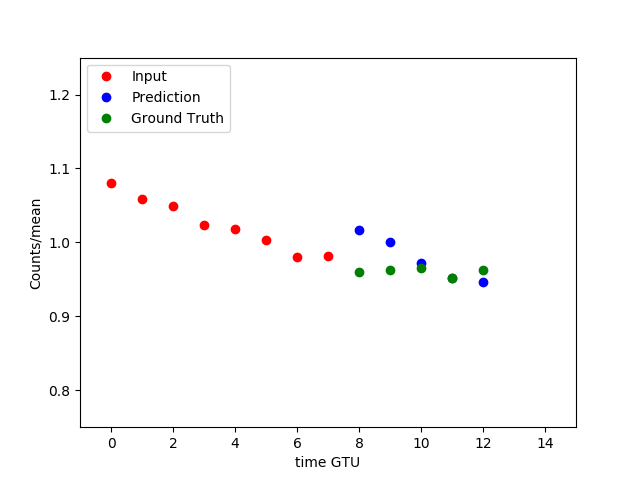 Input
Prediction
Ground Truth
1.2
1.1
1.0
0.9
0.8
Counts/mean
0 2 4 6 8 10 12 14
time GTU